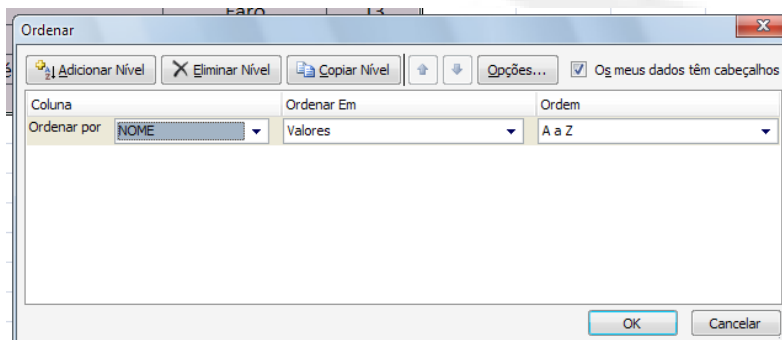 Faro 13
Ordenar
Adicionar Nível Eliminar Nível Copiar Nível Opções... Os meus dados têm cabeçalhos
Coluna Ordenar Em Ordem
Ordenar por NOME Valores A a Z
OK Cancelar